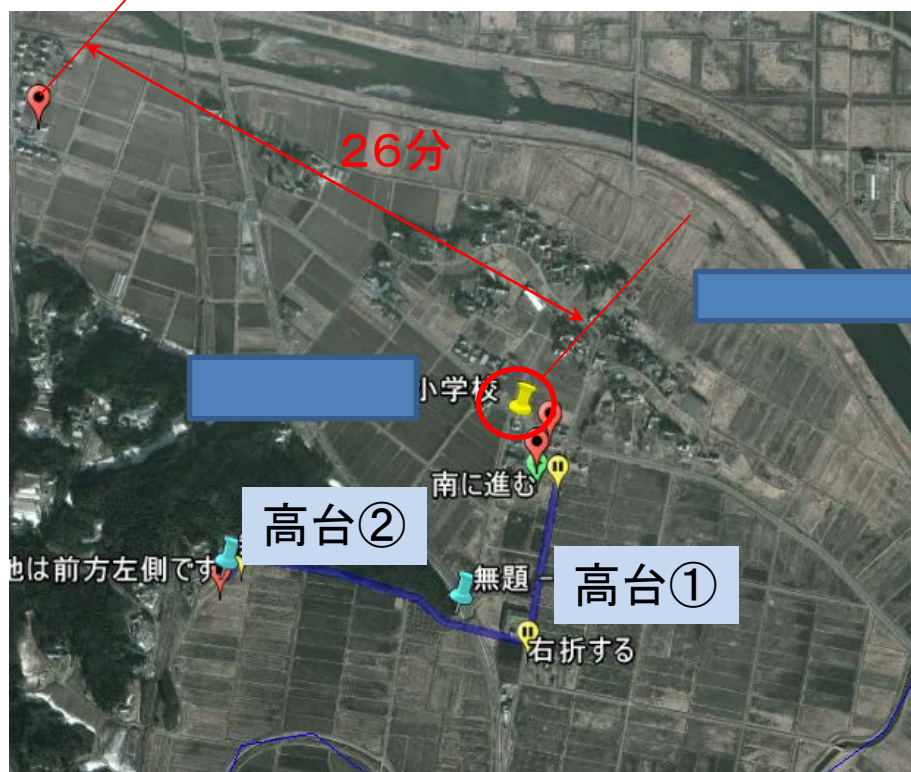 26分
小学校
南に進む
高台②
地は前方左側です
無題 -
高台①
右折する